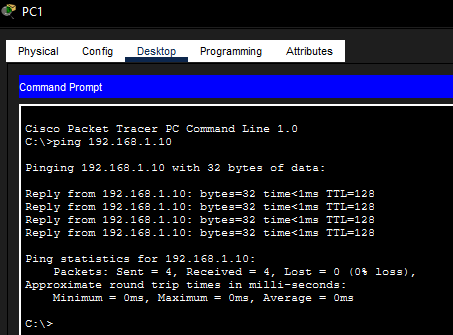 PC1
Physical Config Desktop Programming Attributes
Command Prompt
Cisco Packet Tracer PC Command Line 1.0
C:\>ping 192.168.1.10
Pinging 192.168.1.10 with 32 bytes of data:
Reply from 192.168.1.10: bytes=32 time<1ms TTL=128
Reply from 192.168.1.10: bytes=32 time<1ms TTL=128
Reply from 192.168.1.10: bytes=32 time<1ms TTL=128
Reply from 192.168.1.10: bytes=32 time<1ms TTL=128
Ping statistics for 192.168.1.10:
Packets: Sent = 4, Received = 4, Lost = 0 (0% loss),
Approximate round trip times in milli-seconds:
Minimum = 0ms, Maximum = 0ms, Average = 0ms
C:\>